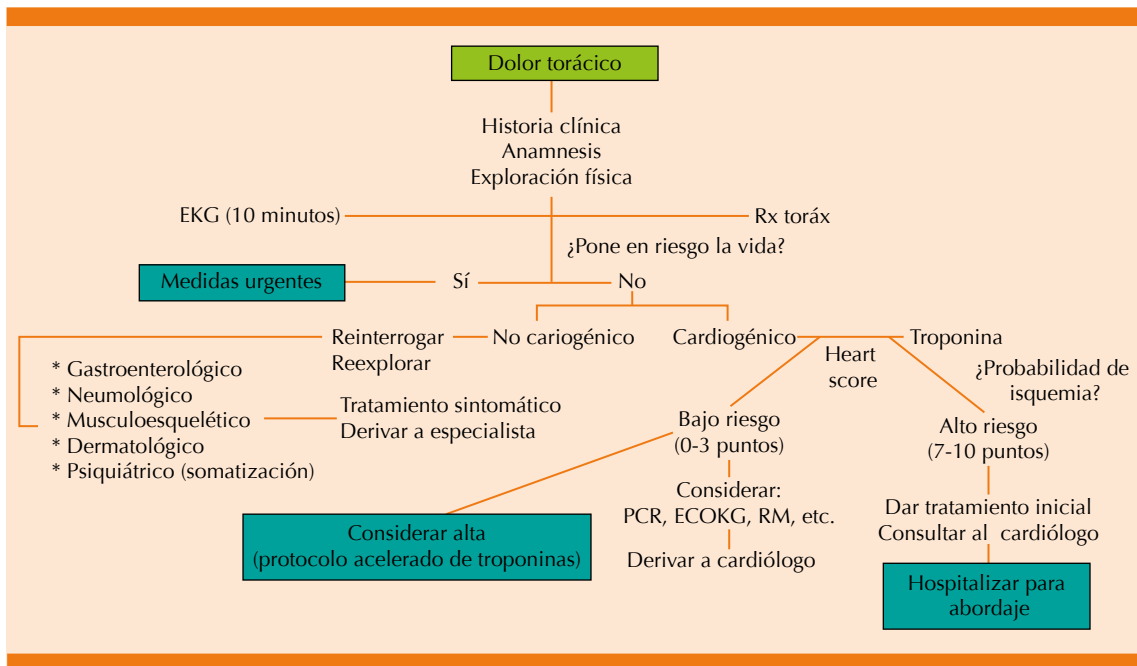 Dolor torácico
Historia clínica
Anamnesis
Exploración física
EKG (10 minutos)
Rx toráx
¿Pone en riesgo la vida?
Medidas urgentes
Sí
No
Reinterrogar
Reexplorar
No cariogénico
Cardiogénico
Troponina
Heart
score
¿Probabilidad de
isquemia?
* Gastroenterológico
* Neumológico
* Musculoesquelético
* Dermatológico
* Psiquiátrico (somatización)
Tratamiento sintomático
Derivar a especialista
Bajo riesgo
(0-3 puntos)
Alto riesgo
(7-10 puntos)
Considerar:
PCR, ECOKG, RM, etc.
Derivar a cardiólogo
Considerar alta
(protocolo acelerado de troponinas)
Dar tratamiento inicial
Consultar al cardiólogo
Hospitalizar para
abordaje